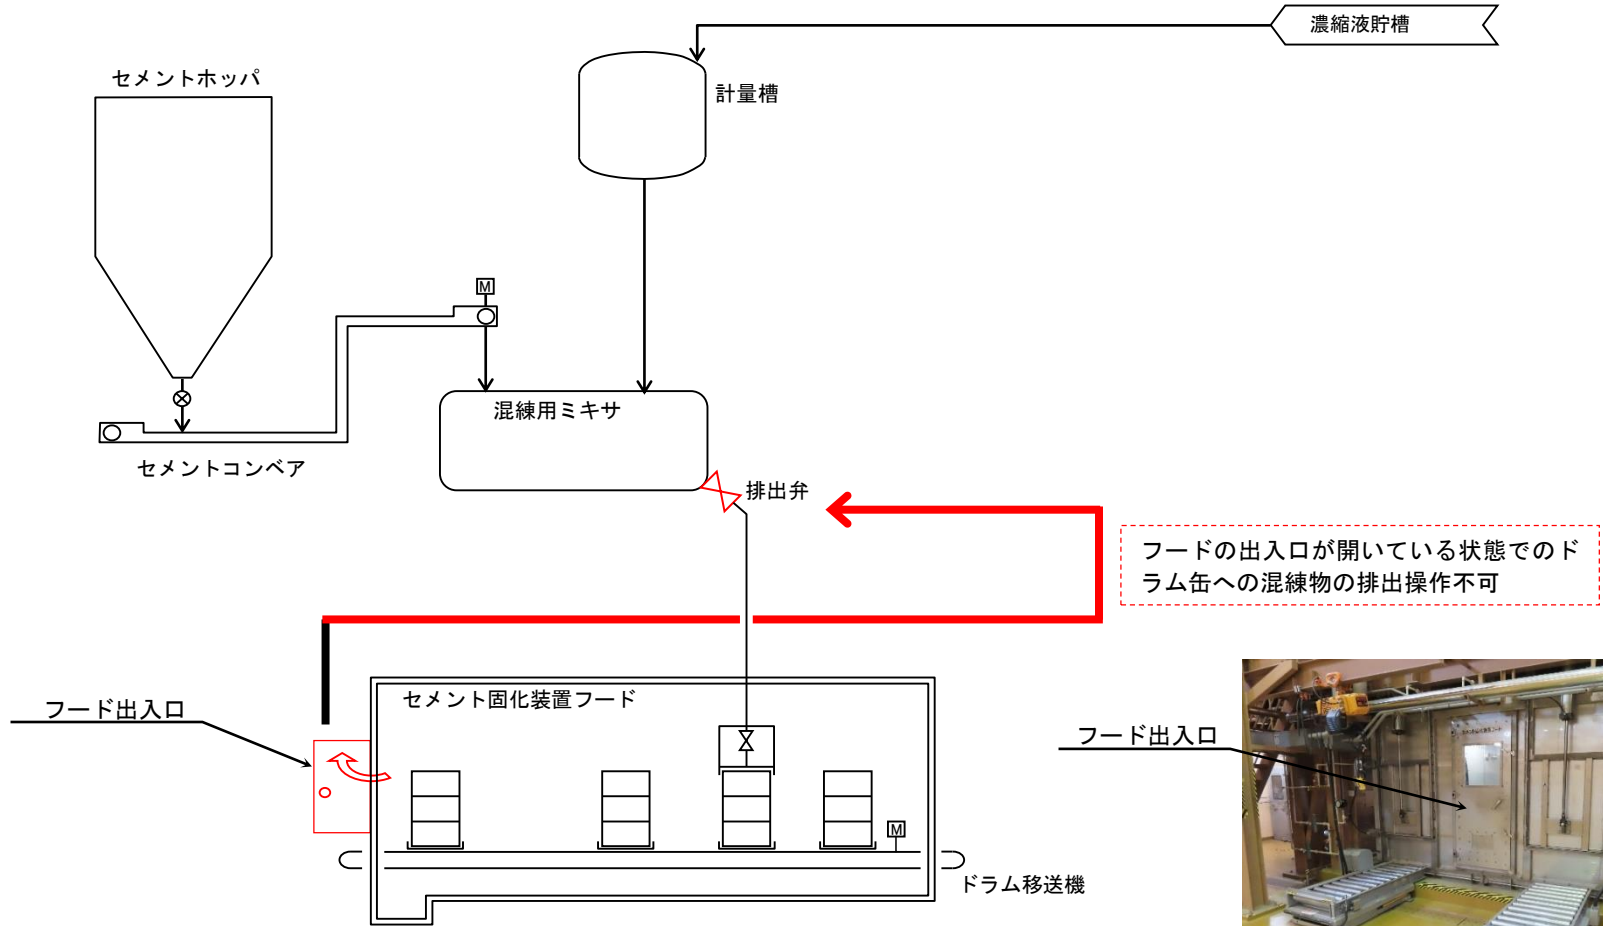 濃縮液貯槽
セメントホッパ
計量槽
M
混練用ミキサ
セメントコンベア
排出弁
フードの出入口が開いている状態でのド
ラム缶への混練物の排出操作不可
セメント固化装置フード
フード出入口
フード出入口
M
ドラム移送機